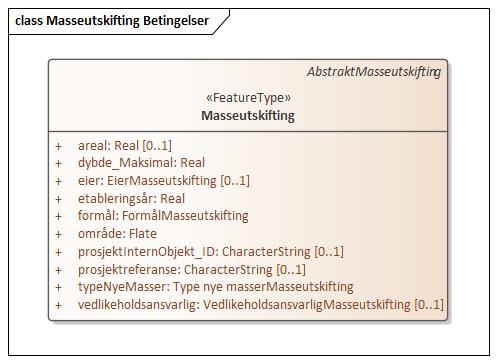 class Masseutskifting Betingelser
AbstraktMasseutskifting
«FeatureType»
Masseutskifting
+ areal: Real [0..1]
+ dybde_Maksimal: Real
+ eier: EierMasseutskifting [0..1]
+ etableringsår: Real
+ formål: FormålMasseutskifting
+ område: Flate
+ prosjektInternObjekt_ID: CharacterString [0..1]
+ prosjektreferanse: CharacterString [0..1]
+ typeNyeMasser: Type nye masserMasseutskifting
+ vedlikeholdsansvarlig: VedlikeholdsansvarligMasseutskifting [0..1]